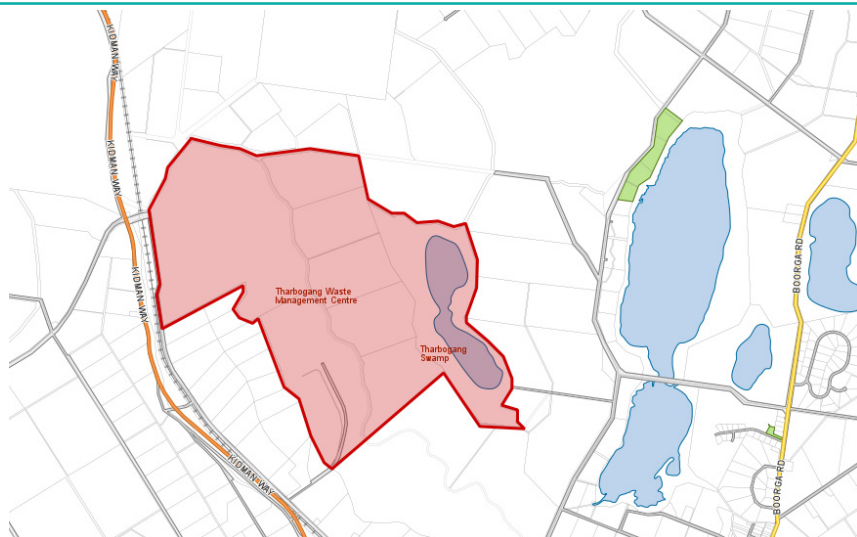 KIDMAN WAY
KIDMAN WAY
KIDMAN WAY
BOORGA RD
Tharbogang Waste
Management Centre
Tharbogang
Swamp
KIDMAN WAY
BOORGA RD